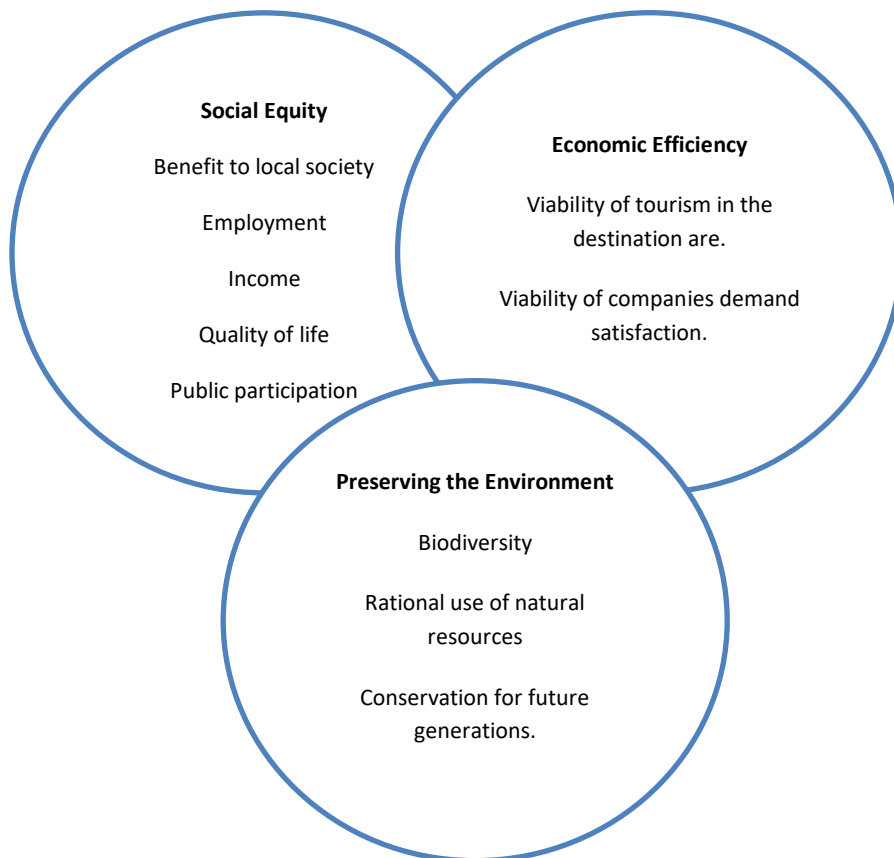 Social Equity
Benefit to local society
Employment
Income
Quality of life
Public participation
Economic Efficiency
Viability of tourism in the
destination are.
Viability of companies demand
satisfaction.
Preserving the Environment
Biodiversity
Rational use of natural
resources
Conservation for future
generations.